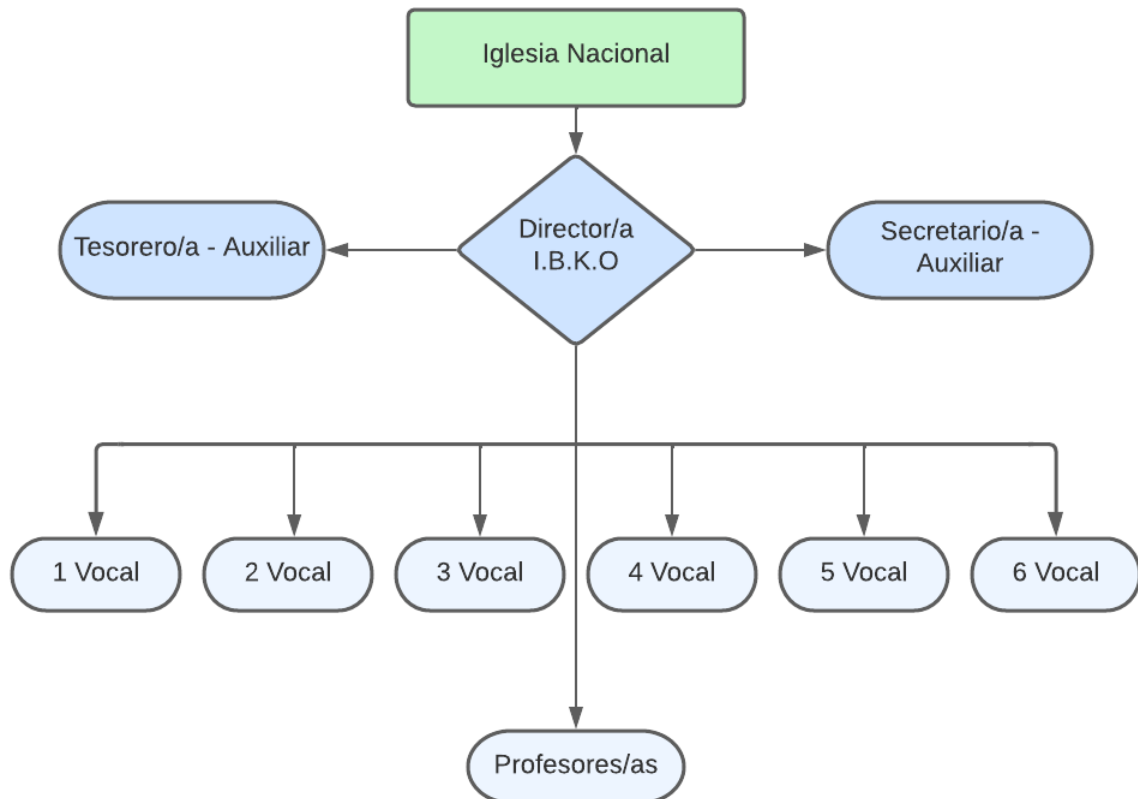 Iglesia Nacional
Tesorero/a - Auxiliar
Director/a
I.B.K.O
Secretario/a -
Auxiliar
1 Vocal
2 Vocal
3 Vocal
4 Vocal
5 Vocal
6 Vocal
Profesores/as